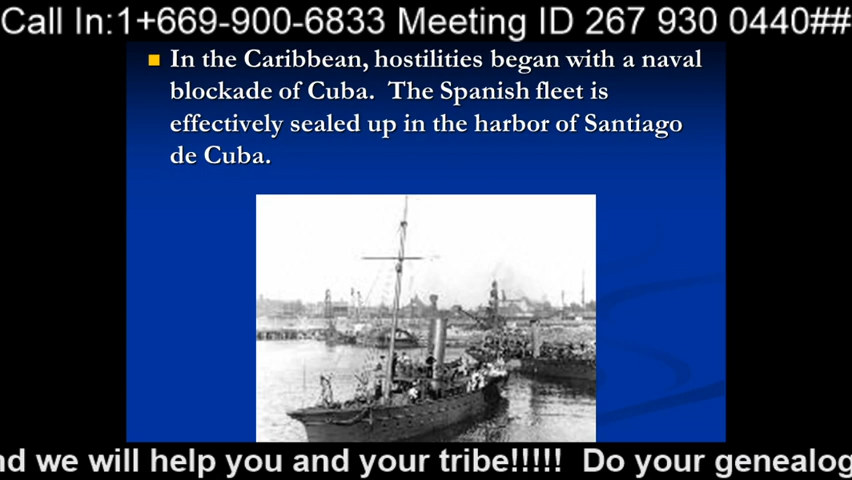 Call In:1+669-900-6833 Meeting ID 267 930 0440##
In the Caribbean, hostilities began with a naval
blockade of Cuba. The Spanish fleet is
effectively sealed up in the harbor of Santiago
de Cuba.
we will help you and your tribe!!!!! Do your